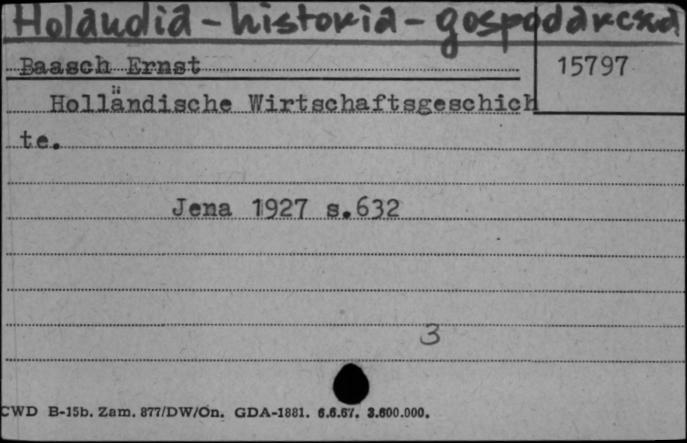 Holandia - historia - gospodarcza
Baasch Ernst
15797
Holländische Wirtschaftsgeschich
te.
Jena 1927 s.632
3
CWD B-15b. Zam. 877/DW/On. GDA-1881. 6.6.67. 3.600.000.